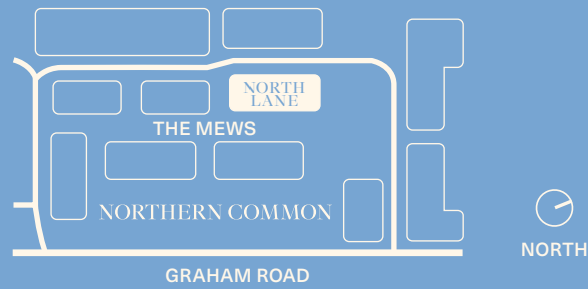 NORTH
LANE
THE MEWS
NORTHERN COMMON
NORTH
GRAHAM ROAD